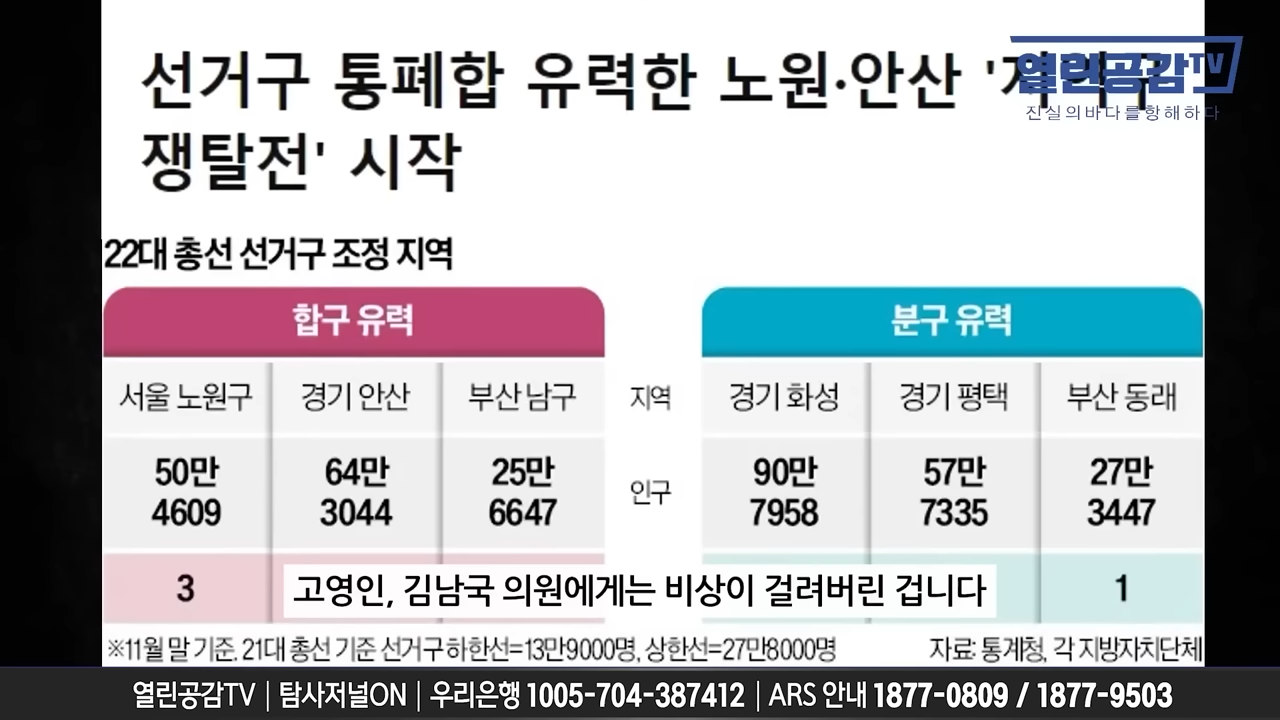 선거구 통폐합 유력한 노원·안산
열린공감TV
진실의바다를항해하다
쟁탈전' 시작
22대 총선 선거구 조정 지역
합구 유력 분구 유력
서울 노원구 경기 안산 부산 남구 지역 경기 화성 경기 평택 부산 동래
50만 64만 25만 인구 90만 57만 27만
4609 3044 6647 7958 7335 3447
3 1
고영인, 김남국 의원에게는 비상이 걸려버린 겁니다
※11월 말 기준, 21대 총선 기준 선거구 하한선=13만9000명, 상한선=27만8000명 자료: 통계청, 각 지방자치단체
열린공감TV | 탐사저널ON | 우리은행 1005-704-387412 | ARS 안내 1877-0809 / 1877-9503